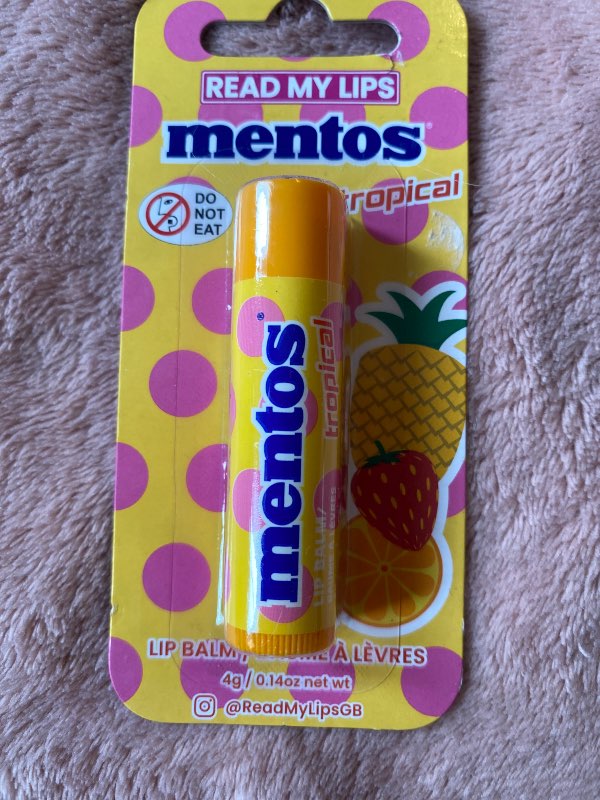 READ MY LIPS
mentos®
tropical
DO
NOT
EAT
mentos®
tropical
LIP BALM/
LIP BALM / À LÈVRES
4g / 0.14oz net wt
@ReadMyLipsGB